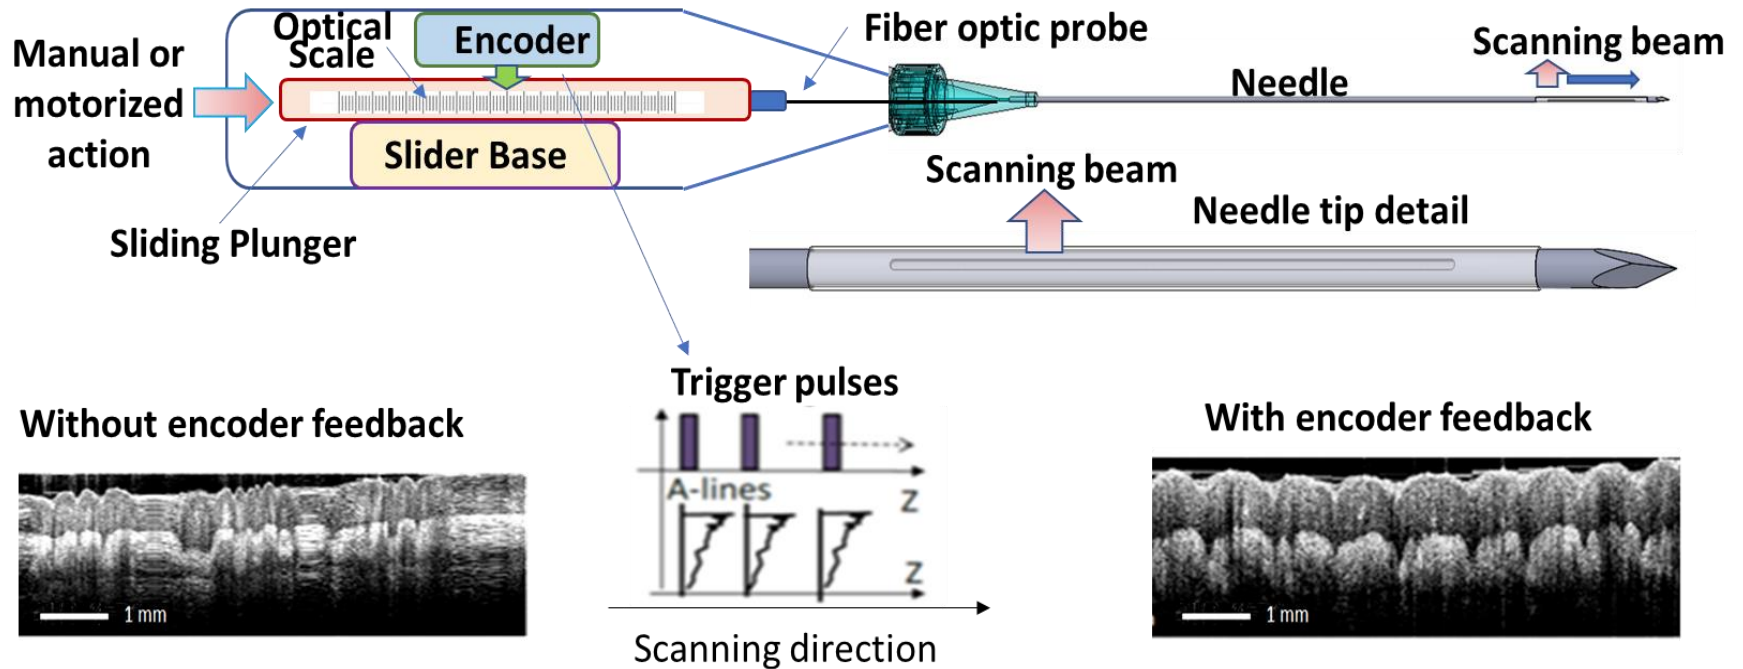 Manual or
motorized
action
Optical
Scale
Encoder
Fiber optic probe
Scanning beam
Needle
Slider Base
Scanning beam
Needle tip detail
Sliding Plunger
Trigger pulses
Without encoder feedback
With encoder feedback
A-lines
Z
Z
1 mm
1 mm
Scanning direction